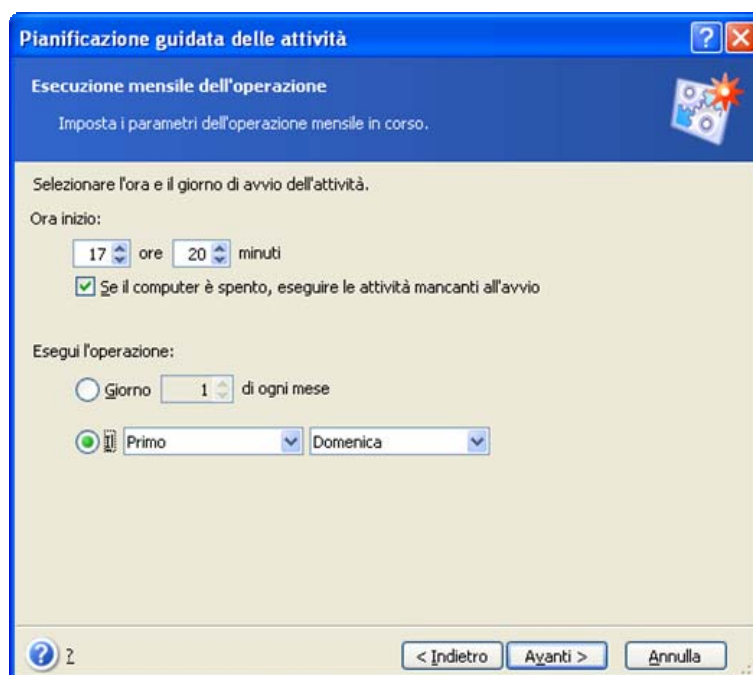 Pianificazione guidata delle attività
Esecuzione mensile dell'operazione
Imposta i parametri dell'operazione mensile in corso.
Selezionare l'ora e il giorno di avvio dell'attività.
Ora inizio:
17 ore 20 minuti
Se il computer è spento, eseguire le attività mancanti all'avvio
Esegui l'operazione:
Giorno 1 di ogni mese
Il Primo Domenica
? ?
< Indietro Avanti > Annulla